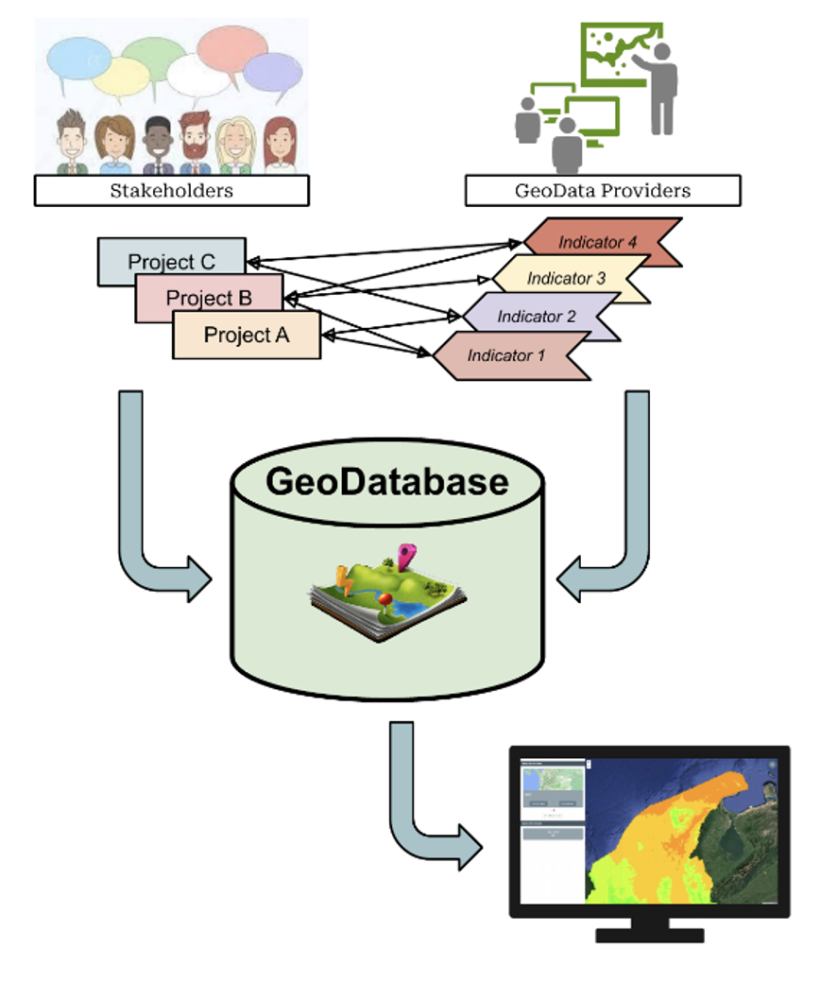 Stakeholders
GeoData Providers
Project C
Project B
Project A
Indicator 4
Indicator 3
Indicator 2
Indicator 1
GeoDatabase